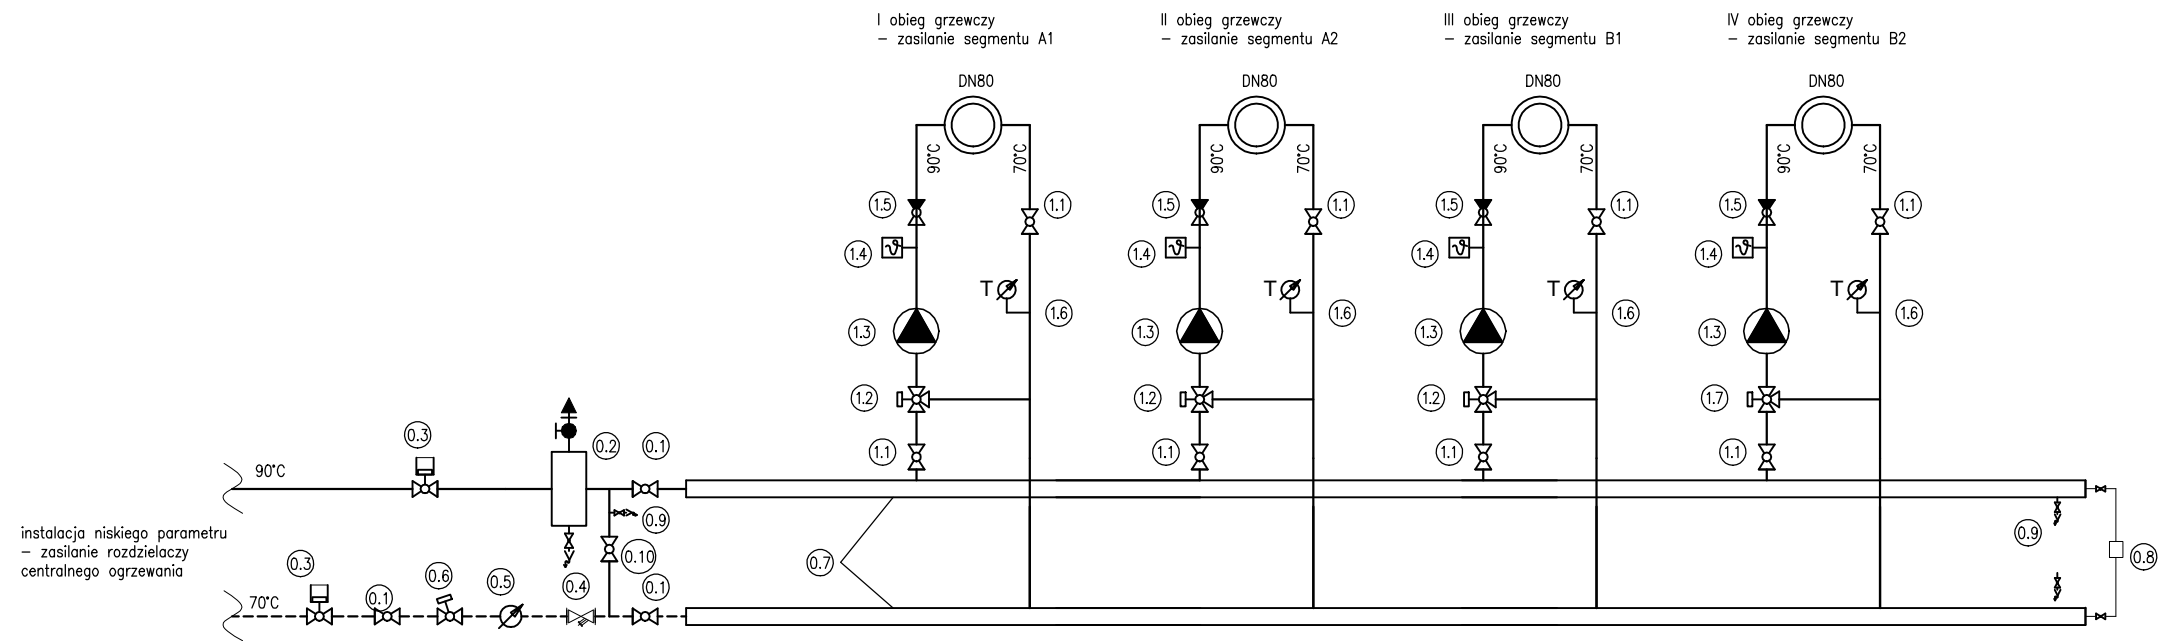 I obieg grzewczy
– zasilanie segmentu A1
II obieg grzewczy
– zasilanie segmentu A2
III obieg grzewczy
– zasilanie segmentu B1
IV obieg grzewczy
– zasilanie segmentu B2
DN80
DN80
DN80
DN80
90°C
70°C
90°C
70°C
90°C
70°C
90°C
70°C
1.5
1.1
1.5
1.1
1.5
1.1
1.5
1.1
1.4
1.4
1.4
1.4
T
T
T
T
1.6
1.6
1.6
1.6
1.3
1.3
1.3
1.3
1.2
1.2
1.2
1.7
1.1
1.1
1.1
1.1
0.3
0.2
0.1
90°C
0.9
instalacja niskiego parametru
– zasilanie rozdzielaczy
centralnego ogrzewania
0.10
0.7
0.9
0.8
0.3
0.1
0.6
0.5
0.4
0.1
70°C